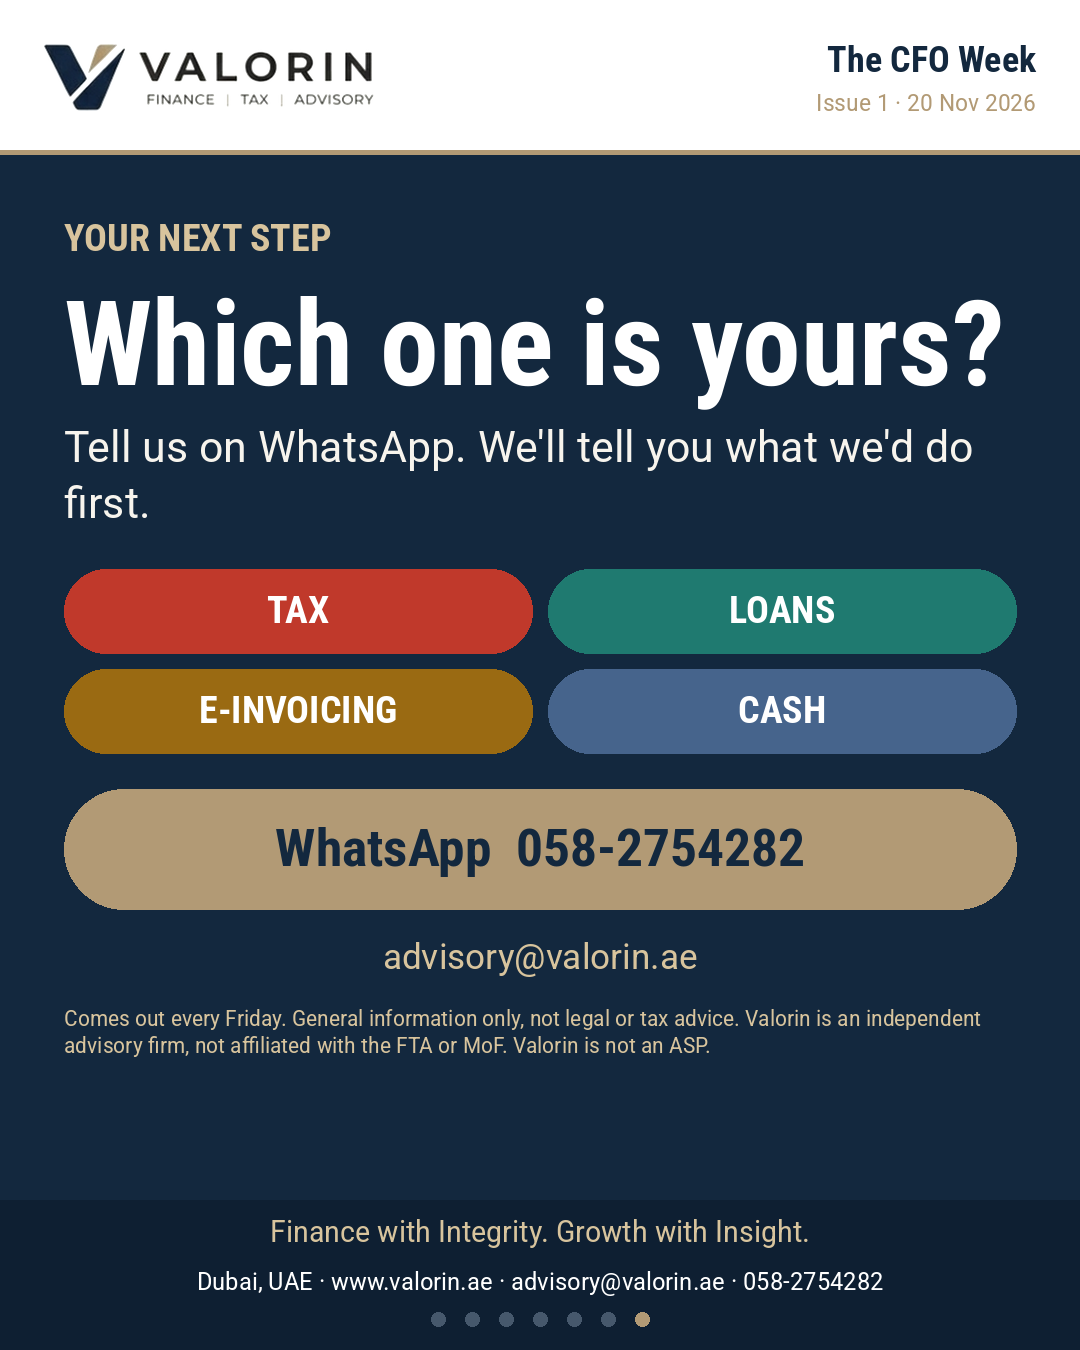 VALORIN
FINANCE | TAX | ADVISORY
The CFO Week
Issue 1 · 20 Nov 2026
YOUR NEXT STEP
Which one is yours?
Tell us on WhatsApp. We'll tell you what we'd do
first.
TAX
LOANS
E-INVOICING
CASH
WhatsApp 058-2754282
advisory@valorin.ae
Comes out every Friday. General information only, not legal or tax advice. Valorin is an independent
advisory firm, not affiliated with the FTA or MoF. Valorin is not an ASP.
Finance with Integrity. Growth with Insight.
Dubai, UAE · www.valorin.ae · advisory@valorin.ae · 058-2754282